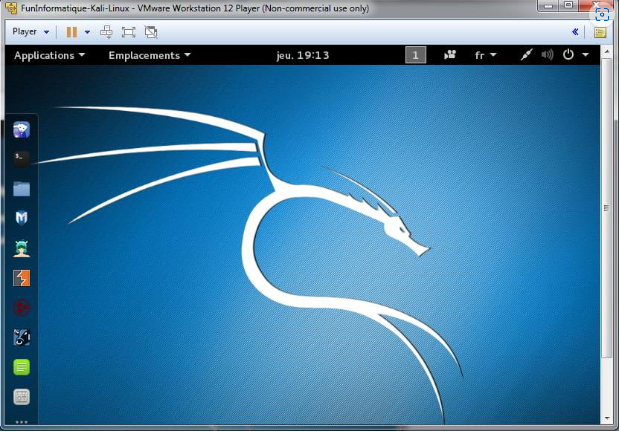 FunInformatique-Kali-Linux - VMware Workstation 12 Player (Non-commercial use only)
Player
Applications Emplacements jeu. 19:13 1 fr